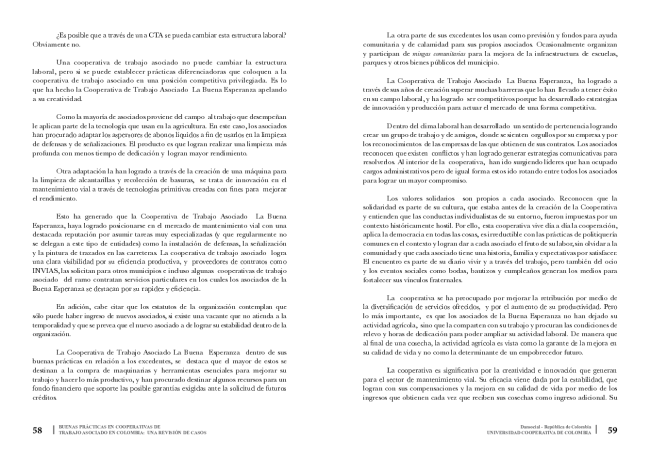 ¿Es posible que a través de una CTA se pueda cambiar esta estructura laboral?
Obviamente no.
Una cooperativa de trabajo asociado no puede cambiar la estructura
laboral, pero si se puede establecer prácticas diferenciadoras que coloquen a la
cooperativa de trabajo asociado en una posición competitiva privilegiada. Es lo
que ha hecho la Cooperativa de Trabajo Asociado La Buena Esperanza apelando
a su creatividad.
Como la mayoría de asociados proviene del campo al trabajo que desempeñan
le aplican parte de la tecnología que usan en la agricultura. En este caso, los asociados
han procurado adaptar los aspersores de abonos líquidos a fin de usarlos en la limpieza
de defensas y de señalizaciones. El producto es que logran realizar una limpieza más
profunda con menos tiempo de dedicación y logran mayor rendimiento.
Otra adaptación la han logrado a través de la creación de una máquina para
la limpieza de alcantarillas y recolección de basuras, se trata de innovación en el
mantenimiento vial a través de tecnologías primitivas creadas con fines para mejorar
el rendimiento.
Esto ha generado que la Cooperativa de Trabajo Asociado La Buena
Esperanza, haya logrado posicionarse en el mercado de mantenimiento vial con una
destacada reputación por asumir tareas muy especializadas (y que regularmente no
se delegan a este tipo de entidades) como la instalación de defensas, la señalización
y la pintura de trazados en las carreteras. La cooperativa de trabajo asociado logra
una clara visibilidad por su eficiencia productiva, y proveedores de contratos como
INVIAS, las solicitan para otros municipios e incluso algunas cooperativas de trabajo
asociado del ramo contratan servicios particulares en los cuales los asociados de la
Buena Esperanza se destacan por su rapidez y eficiencia.
En adición, cabe citar que los estatutos de la organización contemplan que
sólo puede haber ingreso de nuevos asociados, si existe una vacante que no atienda a la
temporalidad y que se prevea que el nuevo asociado a de lograr su estabilidad dentro de la
organización.
La Cooperativa de Trabajo Asociado La Buena Esperanza dentro de sus
buenas prácticas en relación a los excedentes, se destaca que el mayor de estos se
destinan a la compra de maquinarias y herramientas esenciales para mejorar su
trabajo y hacerlo más productivo, y han procurado destinar algunos recursos para un
fondo financiero que soporte las posible garantías exigidas ante la solicitud de futuros
créditos.
58 BUENAS PRÁCTICAS EN COOPERATIVAS DE
TRABAJO ASOCIADO EN COLOMBIA: UNA REVISIÓN DE CASOS
La otra parte de sus excedentes los usan como previsión y fondos para ayuda
comunitaria y de calamidad para sus propios asociados. Ocasionalmente organizan
y participan de mingas comunitarias para la mejora de la infraestructura de escuelas,
parques y otros bienes públicos del municipio.
La Cooperativa de Trabajo Asociado La Buena Esperanza, ha logrado a
través de sus años de creación superar muchas barreras que lo han llevado a tener éxito
en su campo laboral, y ha logrado ser competitivos porque ha desarrollado estrategias
de innovación y producción para actuar el mercado de una forma competitiva.
Dentro del clima laboral han desarrollado un sentido de pertenencia logrando
crear un grupo de trabajo y de amigos, donde se sienten orgullos por su empresa y por
los reconocimientos de las empresas de las que obtienen de sus contratos. Los asociados
reconocen que existen conflictos y han logrado generar estrategias comunicativas para
resolverlos. Al interior de la cooperativa, han ido surgiendo líderes que han ocupado
cargos administrativos pero de igual forma estos ido rotando entre todos los asociados
para lograr un mayor compromiso.
Los valores solidarios son propios a cada asociado. Reconocen que la
solidaridad es parte de su cultura, que estaba antes de la creación de la Cooperativa
y entienden que las conductas individualistas de su entorno, fueron impuestas por un
contexto históricamente hostil. Por ello, esta cooperativa vive día a día la cooperación,
aplica la democracia en todas las cosas, es irreductible con las prácticas de politiquería
comunes en el contexto y logran dar a cada asociado el fruto de su labor, sin olvidar a la
comunidad y que cada asociado tiene una historia, familia y expectativas por satisfacer.
El encuentro es parte de su diario vivir y a través del trabajo, pero también del ocio
y los eventos sociales como bodas, bautizos y cumpleaños generan los medios para
fortalecer sus vínculos fraternales.
La cooperativa se ha preocupado por mejorar la retribución por medio de
la diversificación de servicios ofrecidos, y por el aumento de su productividad. Pero
lo más importante, es que los asociados de la Buena Esperanza no han dejado su
actividad agrícola, sino que la comparten con su trabajo y procuran las condiciones de
relevo y horas de dedicación para poder ampliar su actividad laboral. De manera que
al final de una cosecha, la actividad agrícola es vista como la garante de la mejora en
su calidad de vida y no como la determinante de un empobrecedor futuro.
La cooperativa es significativa por la creatividad e innovación que generan
para el sector de mantenimiento vial. Su eficacia viene dada por la estabilidad, que
logran con sus compensaciones y la mejora en su calidad de vida por medio de los
ingresos que obtienen cada vez que reciben sus cosechas como ingreso adicional. Su
Dansocial - República de Colombia
UNIVERSIDAD COOPERATIVA DE COLOMBIA 59